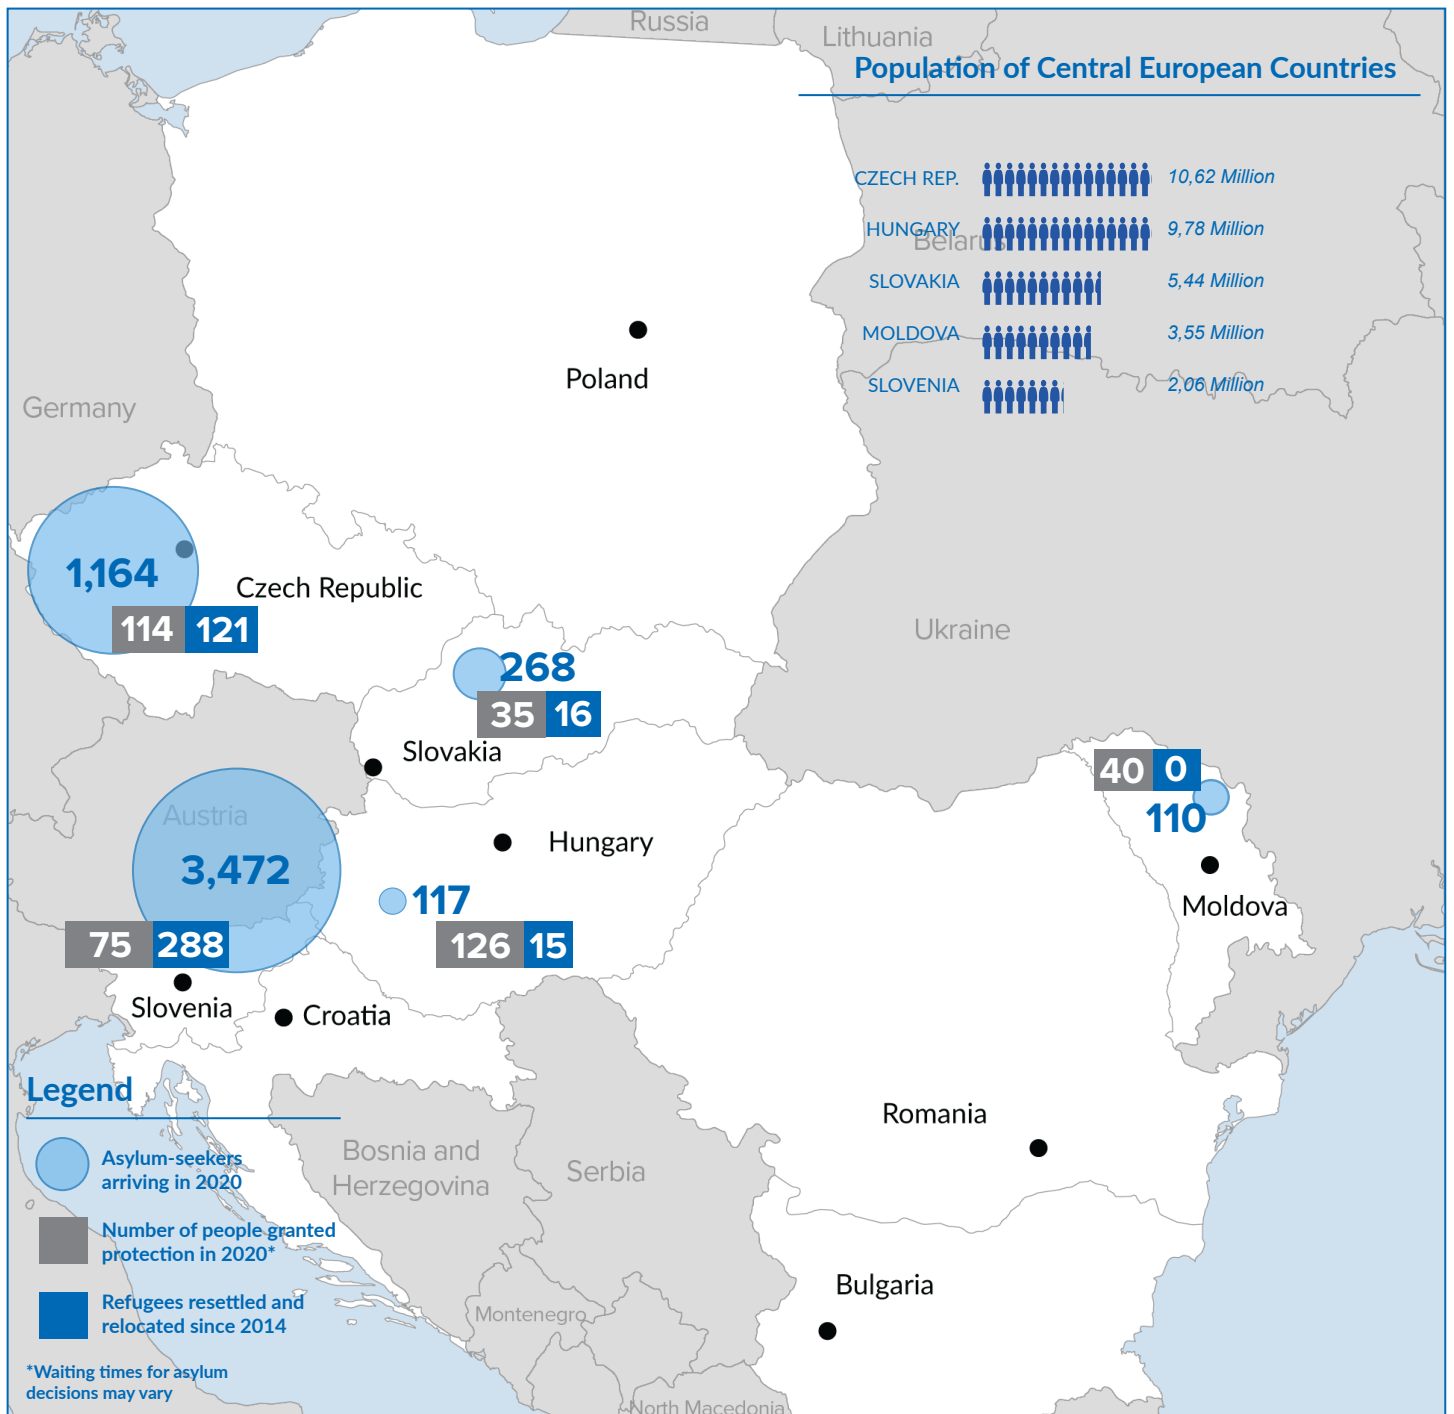 Russia
Lithuania
Population of Central European Countries
CZECH REP.
10,62 Million
HUNGARY
9,78 Million
Belarus
SLOVAKIA
5,44 Million
MOLDOVA
3,55 Million
SLOVENIA
2,06 Million
Poland
Germany
1,164
Czech Republic
114 121
Ukraine
268
35 16
Slovakia
40 0
110
Austria
Hungary
3,472
117
Moldova
75 288
126 15
Slovenia
Croatia
Legend
Romania
Bosnia and
Herzegovina
Serbia
Asylum-seekers
arriving in 2020
Number of people granted
protection in 2020*
Bulgaria
Refugees resettled and
relocated since 2014
Montenegro
*Waiting times for asylum
decisions may vary
North Macedonia